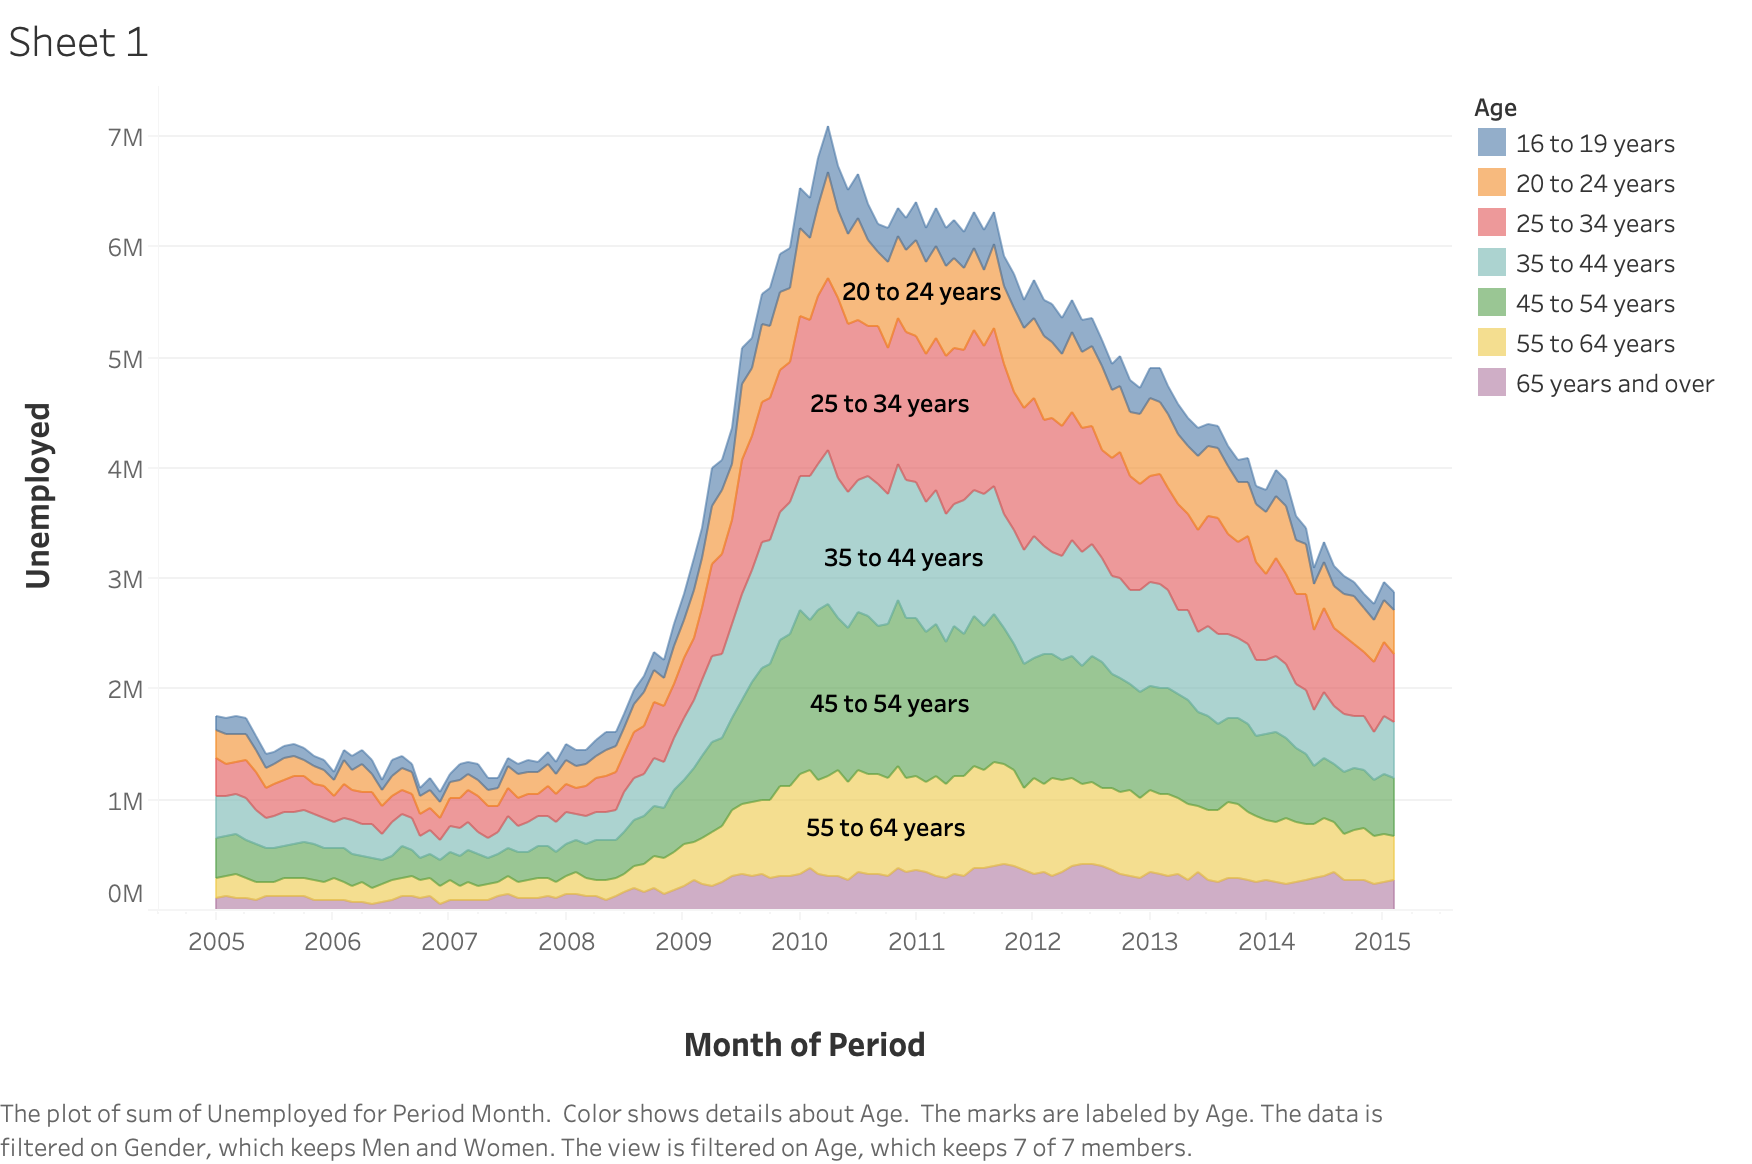 Sheet 1
Age
16 to 19 years
20 to 24 years
25 to 34 years
35 to 44 years
45 to 54 years
55 to 64 years
65 years and over
Unemployed
7M
6M
5M
4M
3M
2M
1M
0M
20 to 24 years
25 to 34 years
35 to 44 years
45 to 54 years
55 to 64 years
2005 2006 2007 2008 2009 2010 2011 2012 2013 2014 2015
Month of Period
The plot of sum of Unemployed for Period Month.  Color shows details about Age.  The marks are labeled by Age. The data is
filtered on Gender, which keeps Men and Women. The view is filtered on Age, which keeps 7 of 7 members.